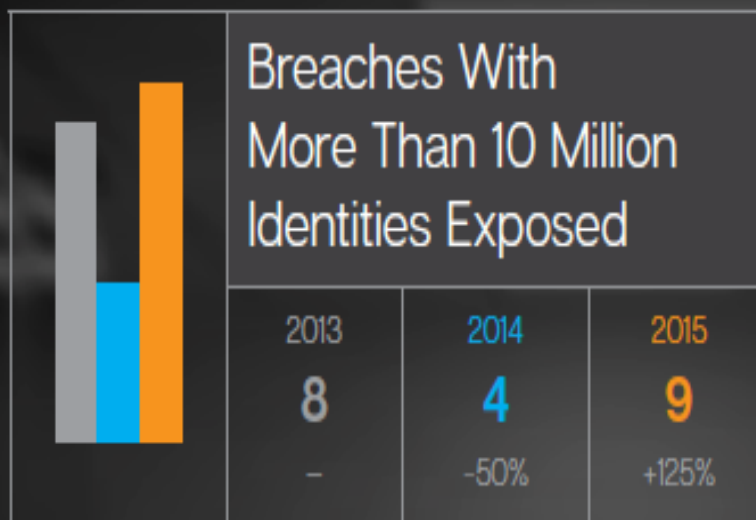 Breaches With
More Than 10 Million
Identities Exposed
2013 2014 2015
8 4 9
– -50% +125%